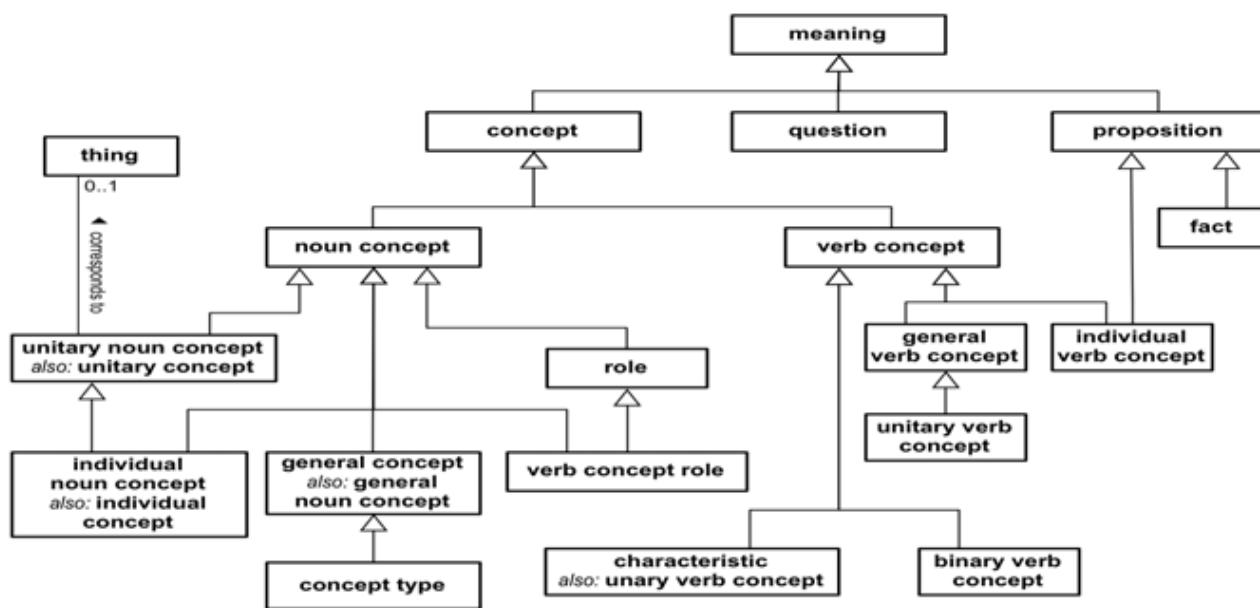 meaning
concept
question
proposition
thing
0..1
corresponds to
fact
noun concept
verb concept
unitary noun concept
also: unitary concept
role
general
verb concept
individual
verb concept
unitary verb
concept
individual
noun concept
also: individual
concept
general concept
also: general
noun concept
verb concept role
characteristic
also: unary verb concept
binary verb
concept
concept type